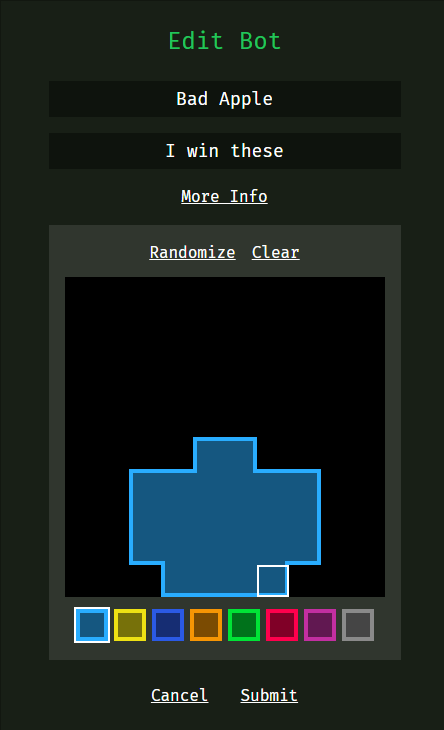 Edit Bot
Bad Apple
I win these
More Info
Randomize Clear
Cancel Submit